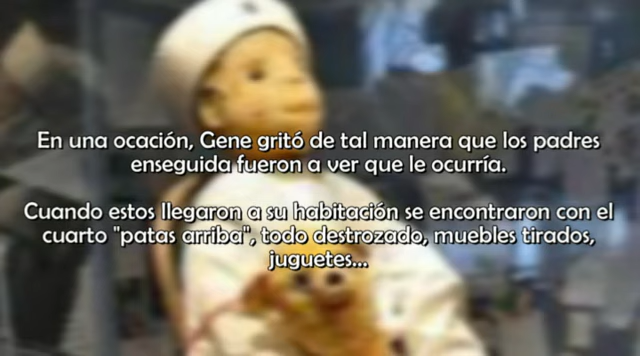 En una ocación, Gene gritó de tal manera que los padres
enseguida fueron a ver que le ocurría.
Cuando estos llegaron a su habitación se encontraron con el
cuarto "patas arriba", todo destrozado, muebles tirados,
juguetes...